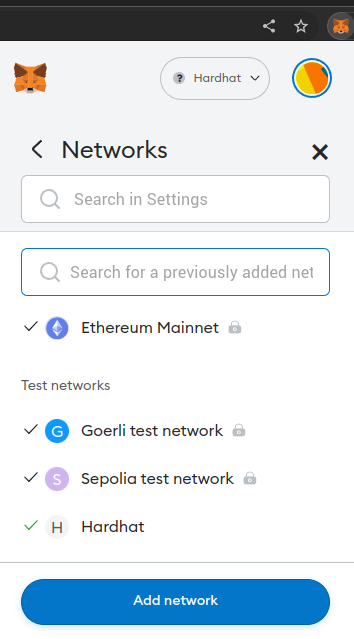 Hardhat
Networks
Search in Settings
Search for a previously added net
Ethereum Mainnet
Test networks
G Goerli test network
S Sepolia test network
H Hardhat
Add network